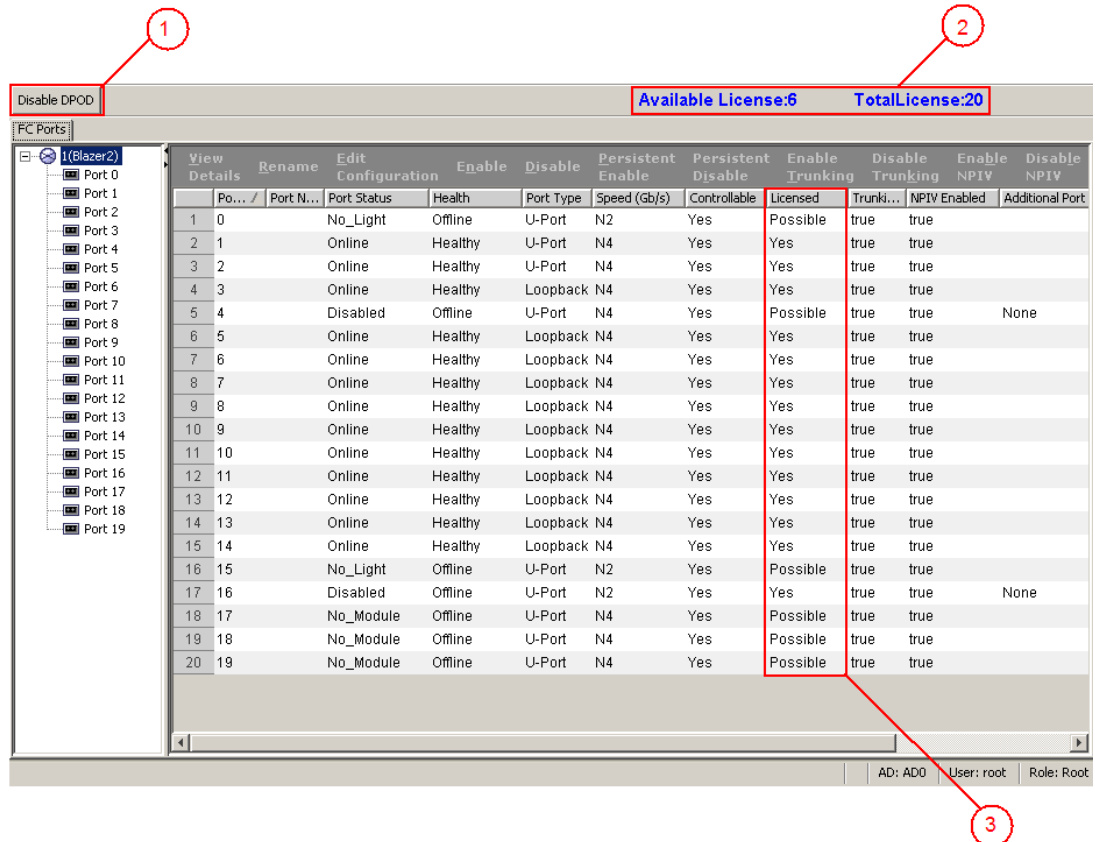 1
2
Disable DPOD
Available License:6 TotalLicense:20
FC Ports
1(Blazer2)
Port 0
Port 1
Port 2
Port 3
Port 4
Port 5
Port 6
Port 7
Port 8
Port 9
Port 10
Port 11
Port 12
Port 13
Port 14
Port 15
Port 16
Port 17
Port 18
Port 19
View Details Rename Edit Configuration Enable Disable Persistent Enable Persistent Disable Enable Trunking Disable Trunking Enable NPIV Disable NPIV
Po... / Port N... Port Status Health Port Type Speed (Gb/s) Controllable Licensed Trunki... NPIV Enabled Additional Port
1 0 No_Light Offline U-Port N2 Yes Possible true true
2 1 Online Healthy U-Port N4 Yes Yes true true
3 2 Online Healthy U-Port N4 Yes Yes true true
4 3 Online Healthy Loopback N4 Yes Yes true true
5 4 Disabled Offline U-Port N4 Yes Possible true true None
6 5 Online Healthy Loopback N4 Yes Yes true true
7 6 Online Healthy Loopback N4 Yes Yes true true
8 7 Online Healthy Loopback N4 Yes Yes true true
9 8 Online Healthy Loopback N4 Yes Yes true true
10 9 Online Healthy Loopback N4 Yes Yes true true
11 10 Online Healthy Loopback N4 Yes Yes true true
12 11 Online Healthy Loopback N4 Yes Yes true true
13 12 Online Healthy Loopback N4 Yes Yes true true
14 13 Online Healthy Loopback N4 Yes Yes true true
15 14 Online Healthy Loopback N4 Yes Yes true true
16 15 No_Light Offline U-Port N2 Yes Possible true true
17 16 Disabled Offline U-Port N2 Yes Yes true true None
18 17 No_Module Offline U-Port N4 Yes Possible true true
19 18 No_Module Offline U-Port N4 Yes Possible true true
20 19 No_Module Offline U-Port N4 Yes Possible true true
AD: AD0 User: root Role: Root
3